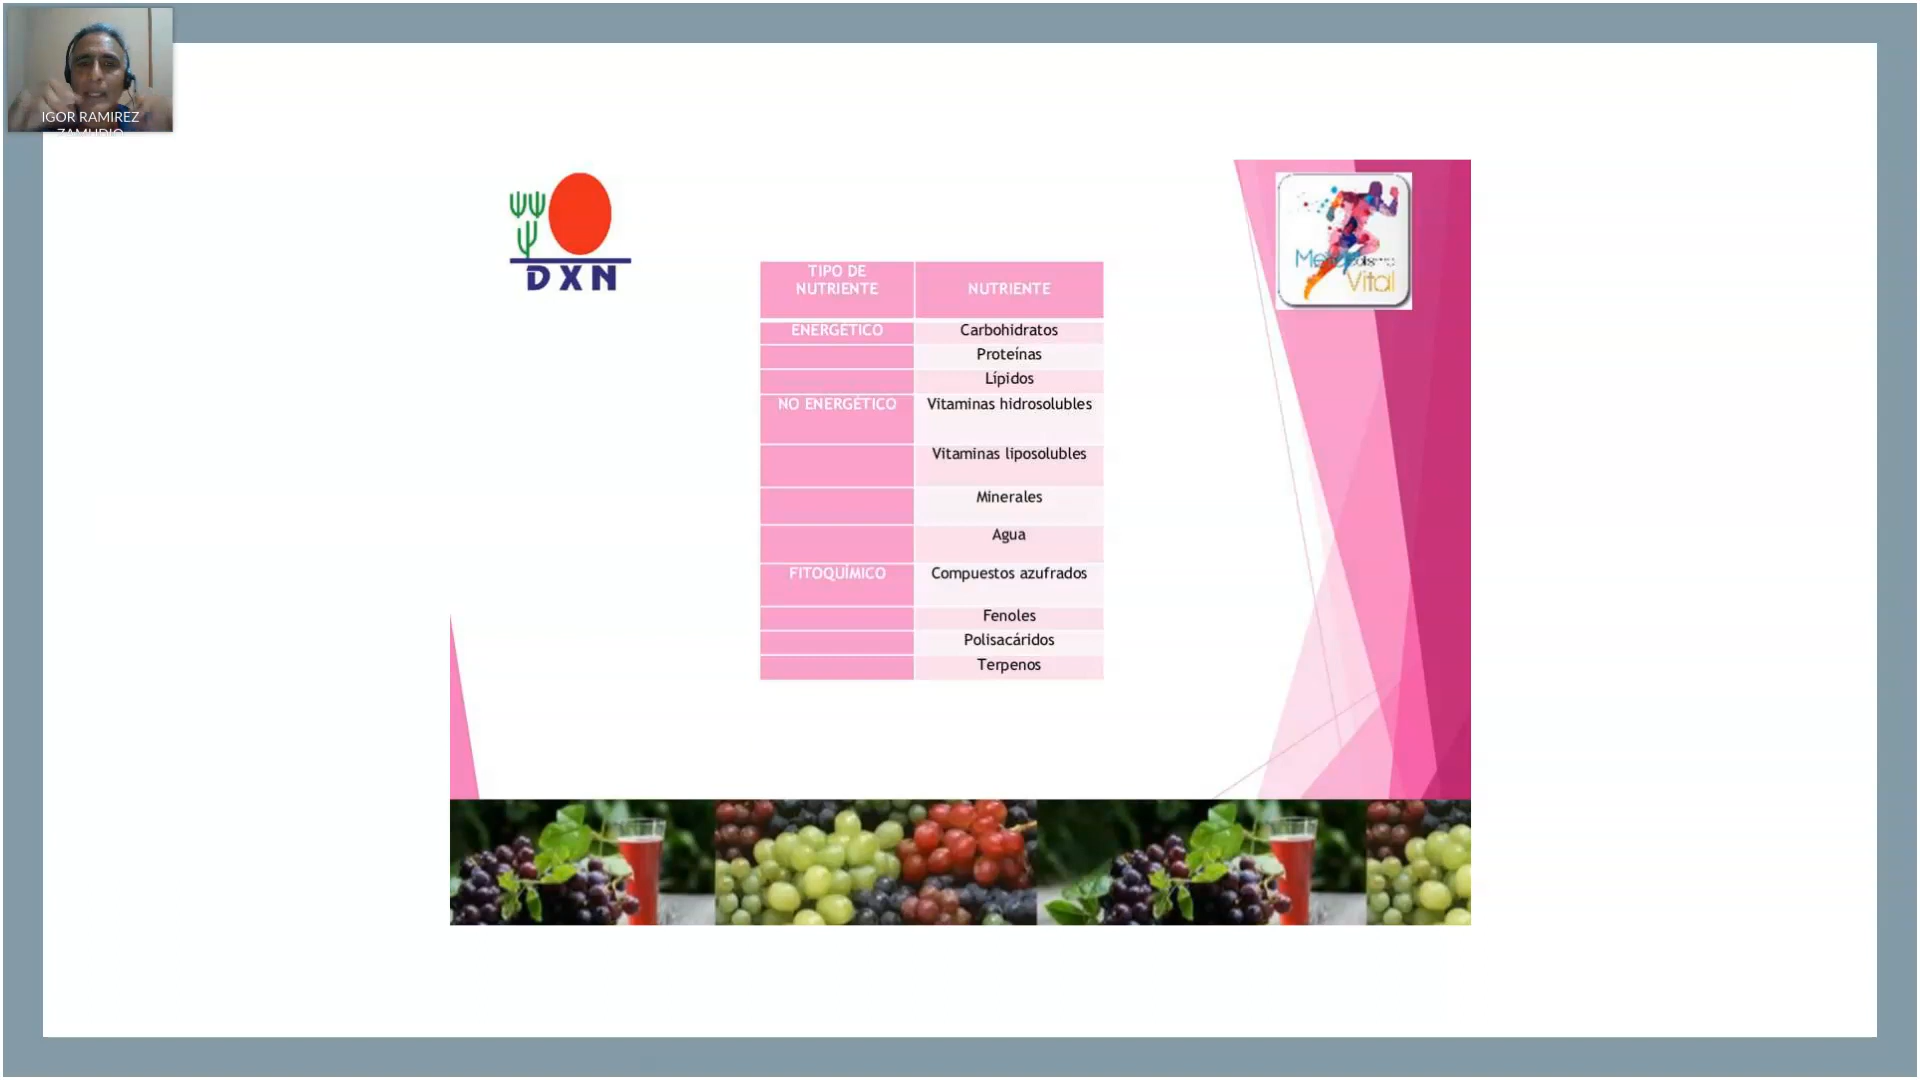 IGOR RAMIREZ
ZAMUDIO
DXN
Vital
TIPO DE
NUTRIENTE
NUTRIENTE
ENERGÉTICO
Carbohidratos
Proteínas
Lípidos
NO ENERGÉTICO
Vitaminas hidrosolubles
Vitaminas liposolubles
Minerales
Agua
FITOQUÍMICO
Compuestos azufrados
Fenoles
Polisacáridos
Terpenos